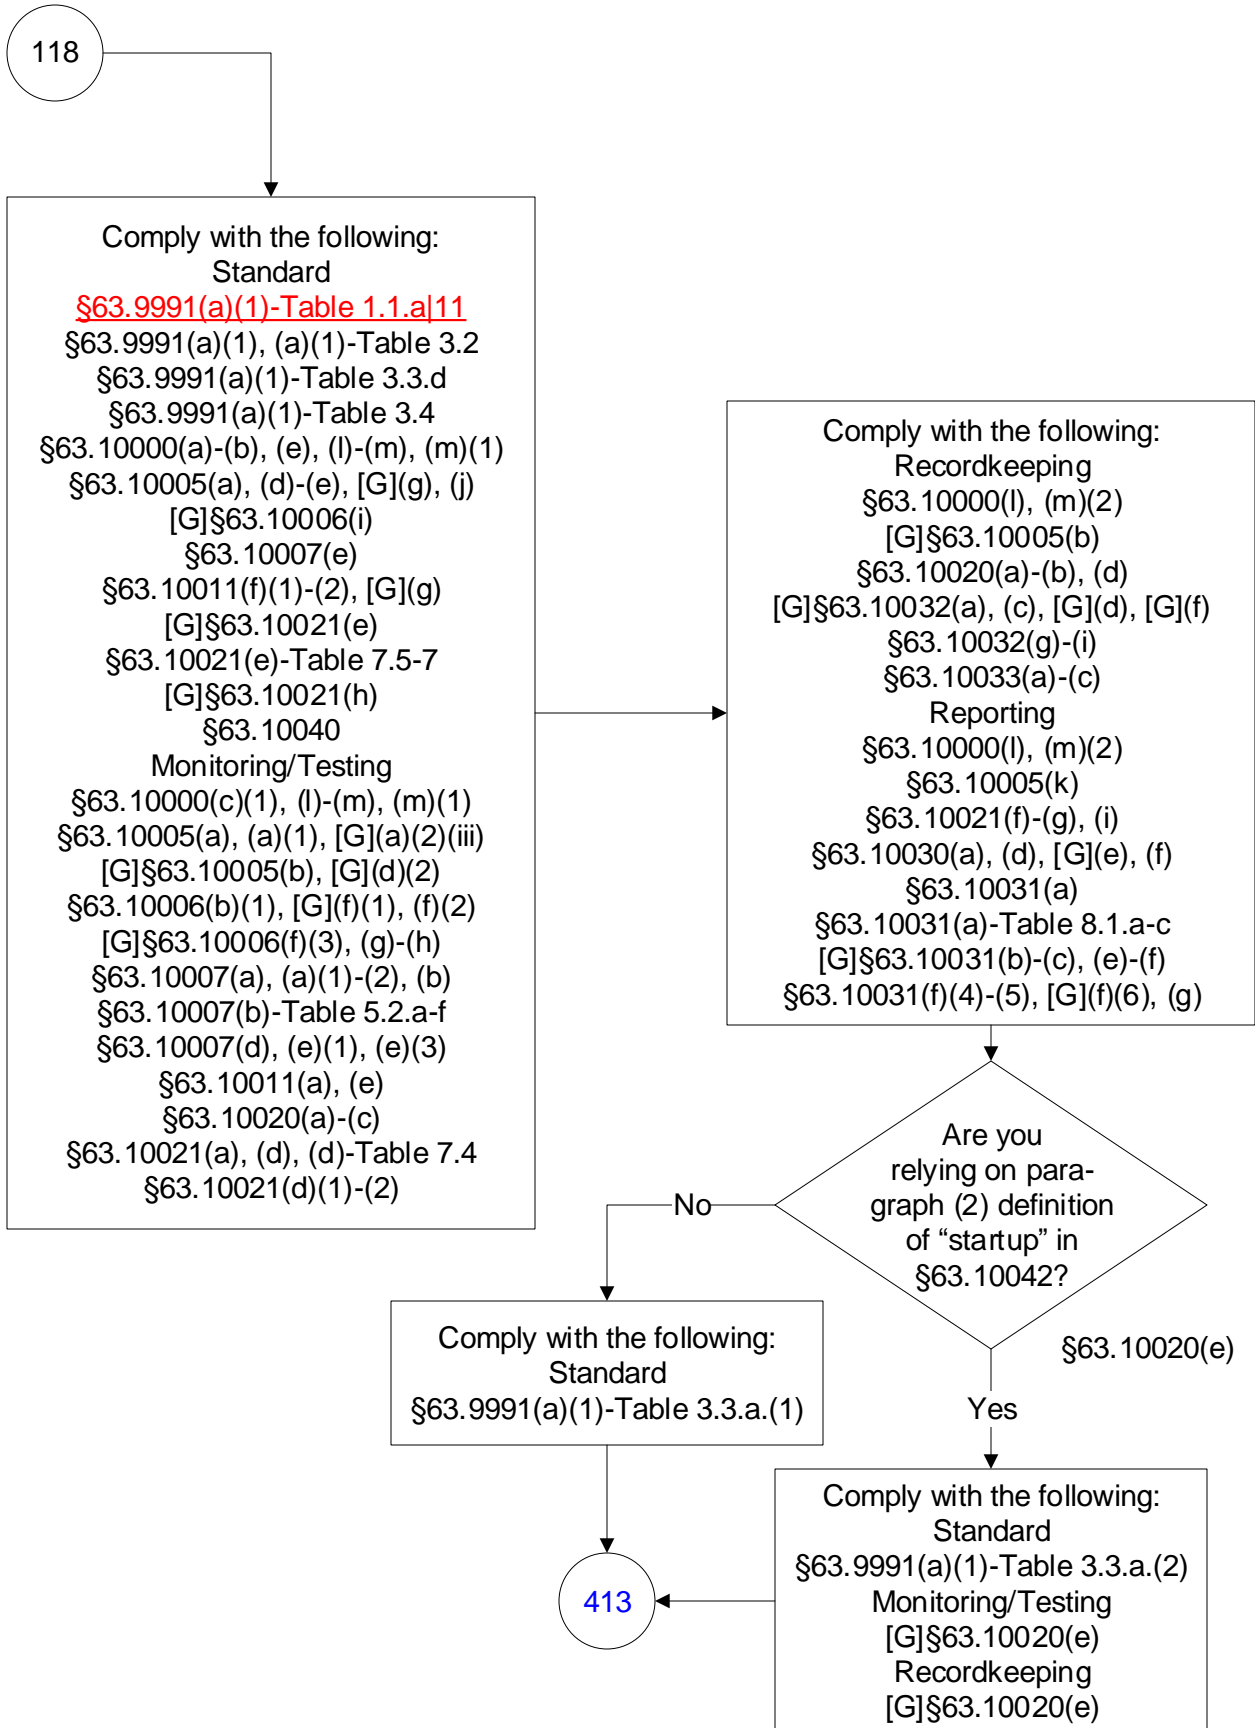 118
Comply with the following:
Standard
§63.9991(a)(1)-Table 1.1.a|11
§63.9991(a)(1), (a)(1)-Table 3.2
§63.9991(a)(1)-Table 3.3.d
§63.9991(a)(1)-Table 3.4
§63.10000(a)-(b), (e), (l)-(m), (m)(1)
§63.10005(a), (d)-(e), [G](g), (j)
[G]§63.10006(i)
§63.10007(e)
§63.10011(f)(1)-(2), [G](g)
[G]§63.10021(e)
§63.10021(e)-Table 7.5-7
[G]§63.10021(h)
§63.10040
Monitoring/Testing
§63.10000(c)(1), (l)-(m), (m)(1)
§63.10005(a), (a)(1), [G](a)(2)(iii)
[G]§63.10005(b), [G](d)(2)
§63.10006(b)(1), [G](f)(1), (f)(2)
[G]§63.10006(f)(3), (g)-(h)
§63.10007(a), (a)(1)-(2), (b)
§63.10007(b)-Table 5.2.a-f
§63.10007(d), (e)(1), (e)(3)
§63.10011(a), (e)
§63.10020(a)-(c)
§63.10021(a), (d), (d)-Table 7.4
§63.10021(d)(1)-(2)
Comply with the following:
Recordkeeping
§63.10000(l), (m)(2)
[G]§63.10005(b)
§63.10020(a)-(b), (d)
[G]§63.10032(a), (c), [G](d), [G](f)
§63.10032(g)-(i)
§63.10033(a)-(c)
Reporting
§63.10000(l), (m)(2)
§63.10005(k)
§63.10021(f)-(g), (i)
§63.10030(a), (d), [G](e), (f)
§63.10031(a)
§63.10031(a)-Table 8.1.a-c
[G]§63.10031(b)-(c), (e)-(f)
§63.10031(f)(4)-(5), [G](f)(6), (g)
Are you
relying on para-
graph (2) definition
of “startup” in
§63.10042?
No
§63.10020(e)
Yes
Comply with the following:
Standard
§63.9991(a)(1)-Table 3.3.a.(1)
Comply with the following:
Standard
§63.9991(a)(1)-Table 3.3.a.(2)
Monitoring/Testing
[G]§63.10020(e)
Recordkeeping
[G]§63.10020(e)
413